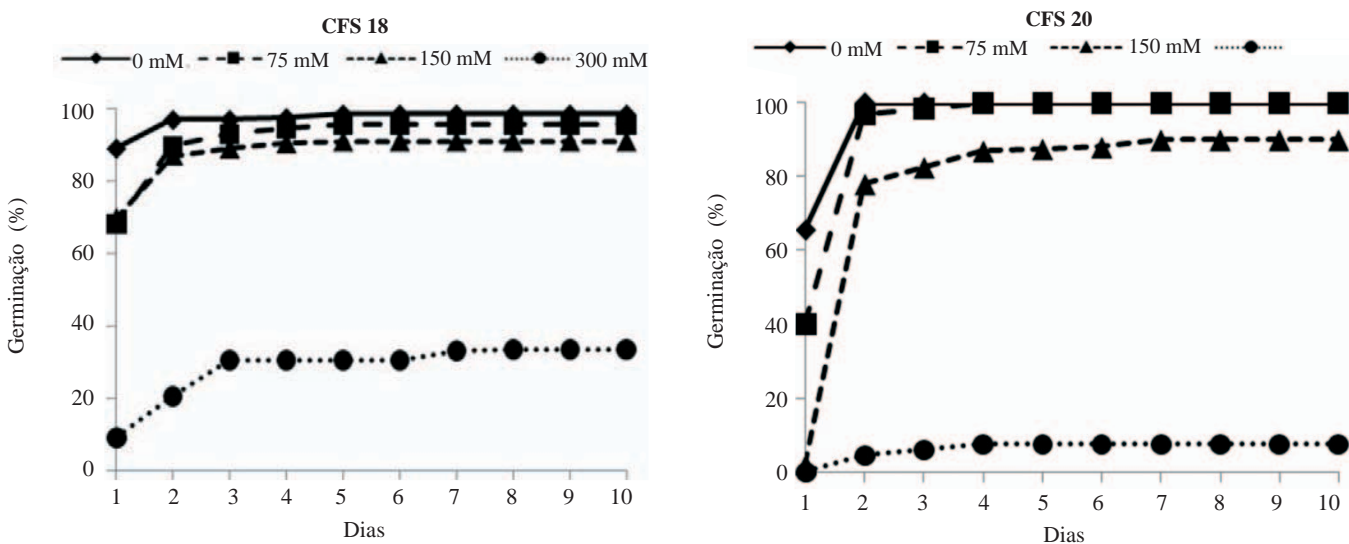 CFS 18
0 mM 75 mM 150 mM 300 mM
100
80
60
40
20
0
Germinação (%)
1 2 3 4 5 6 7 8 9 10
Dias
CFS 20
0 mM 75 mM 150 mM
100
80
60
40
20
0
Germinação (%)
1 2 3 4 5 6 7 8 9 10
Dias